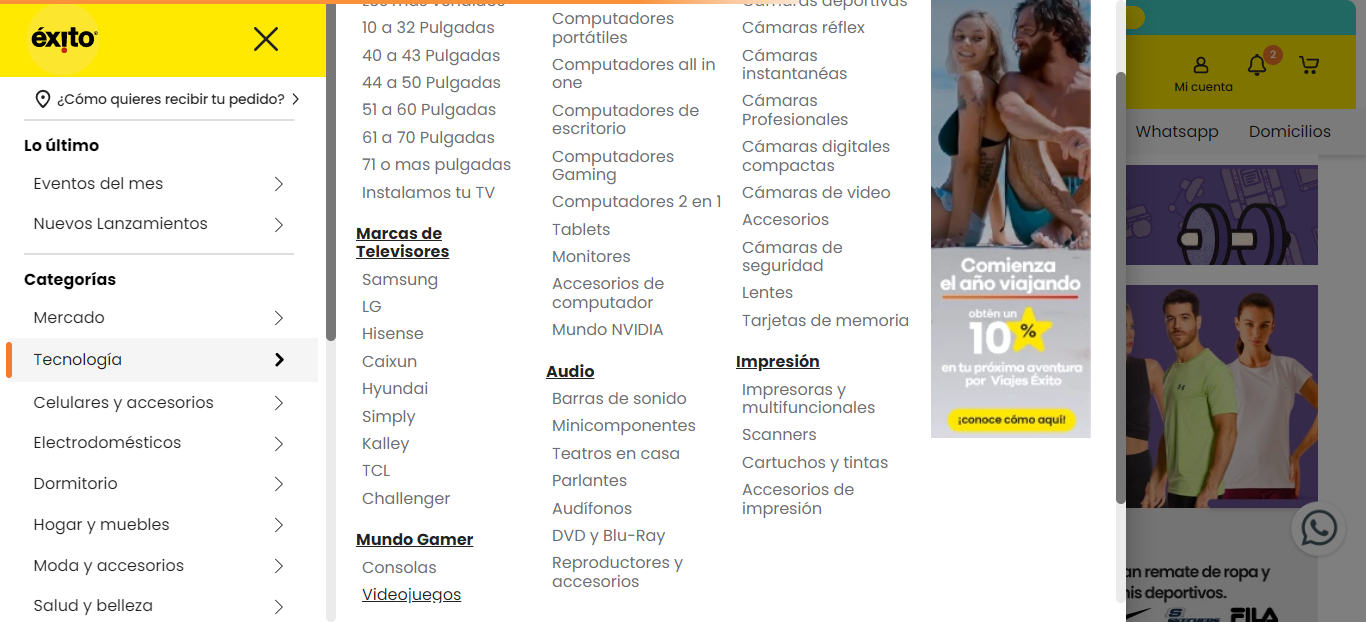 éxito
¿Cómo quieres recibir tu pedido?
Lo último
Eventos del mes
Nuevos Lanzamientos
Categorías
Mercado
Tecnología
Celulares y accesorios
Electrodomésticos
Dormitorio
Hogar y muebles
Moda y accesorios
Salud y belleza
10 a 32 Pulgadas
40 a 43 Pulgadas
44 a 50 Pulgadas
51 a 60 Pulgadas
61 a 70 Pulgadas
71 o mas pulgadas
Instalamos tu TV
Marcas de
Televisores
Samsung
LG
Hisense
Caixun
Hyundai
Simply
Kalley
TCL
Challenger
Mundo Gamer
Consolas
Videojuegos
Computadores
portátiles
Computadores all in
one
Computadores de
escritorio
Computadores
Gaming
Computadores 2 en 1
Tablets
Monitores
Accesorios de
computador
Mundo NVIDIA
Audio
Barras de sonido
Minicomponentes
Teatros en casa
Parlantes
Audífonos
DVD y Blu-Ray
Reproductores y
accesorios
Cámaras deportivas
Cámaras réflex
Cámaras
instantanéas
Cámaras
Profesionales
Cámaras digitales
compactas
Cámaras de video
Accesorios
Cámaras de
seguridad
Lentes
Tarjetas de memoria
Impresión
Impresoras y
multifuncionales
Scanners
Cartuchos y tintas
Accesorios de
impresión
Comienza
el año viajando
obtén un
10%
en tu próxima aventura
por Viajes Éxito
¡conoce cómo aquí!
2
Mi cuenta
Whatsapp
Domicilios
an remate de ropa y
nis deportivos.
SKECHERS
FILA